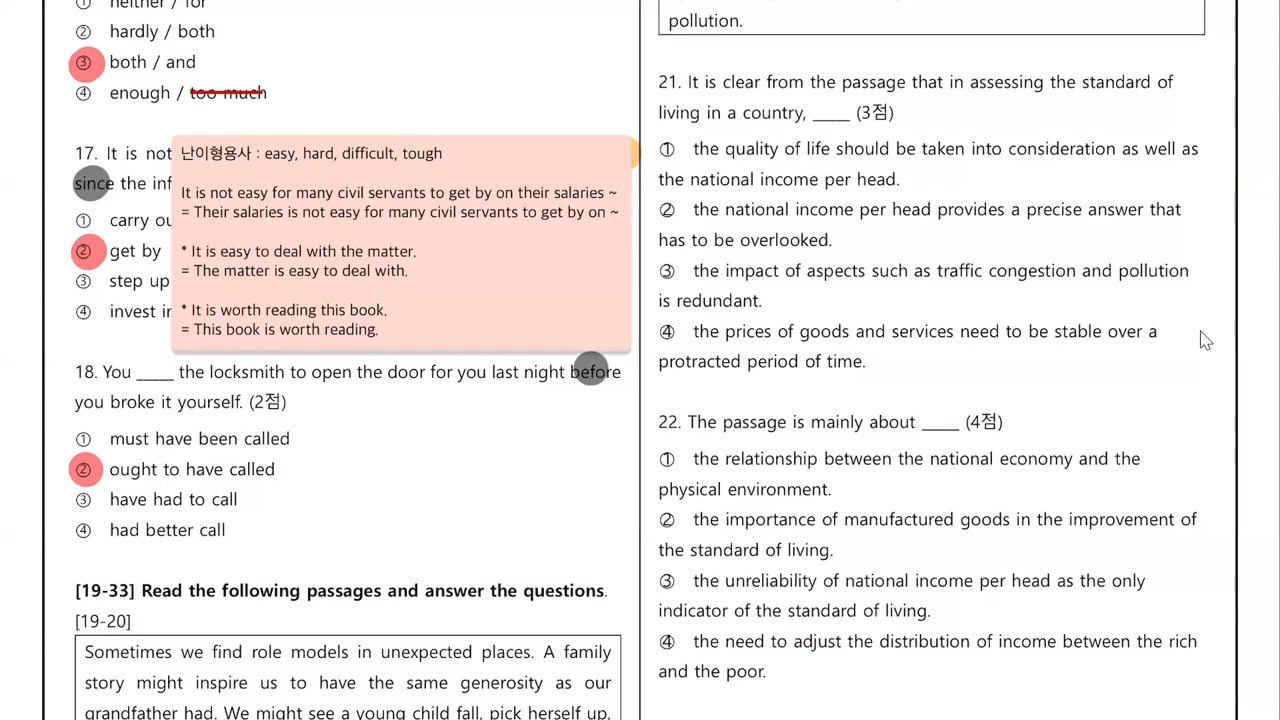 ① neither / for
② hardly / both
③ both / and
④ enough / too much
17. It is not
since the inf
① carry ou
② get by
③ step up
④ invest in
난이형용사 : easy, hard, difficult, tough
It is not easy for many civil servants to get by on their salaries ~
= Their salaries is not easy for many civil servants to get by on ~
* It is easy to deal with the matter.
= The matter is easy to deal with.
* It is worth reading this book.
= This book is worth reading.
18. You ____ the locksmith to open the door for you last night before
you broke it yourself. (2점)
① must have been called
② ought to have called
③ have had to call
④ had better call
[19-33] Read the following passages and answer the questions.
[19-20]
Sometimes we find role models in unexpected places. A family
story might inspire us to have the same generosity as our
grandfather had. We might see a young child fall, pick herself up,
pollution.
21. It is clear from the passage that in assessing the standard of
living in a country, ____ (3점)
① the quality of life should be taken into consideration as well as
the national income per head.
② the national income per head provides a precise answer that
has to be overlooked.
③ the impact of aspects such as traffic congestion and pollution
is redundant.
④ the prices of goods and services need to be stable over a
protracted period of time.
22. The passage is mainly about ____ (4점)
① the relationship between the national economy and the
physical environment.
② the importance of manufactured goods in the improvement of
the standard of living.
③ the unreliability of national income per head as the only
indicator of the standard of living.
④ the need to adjust the distribution of income between the rich
and the poor.